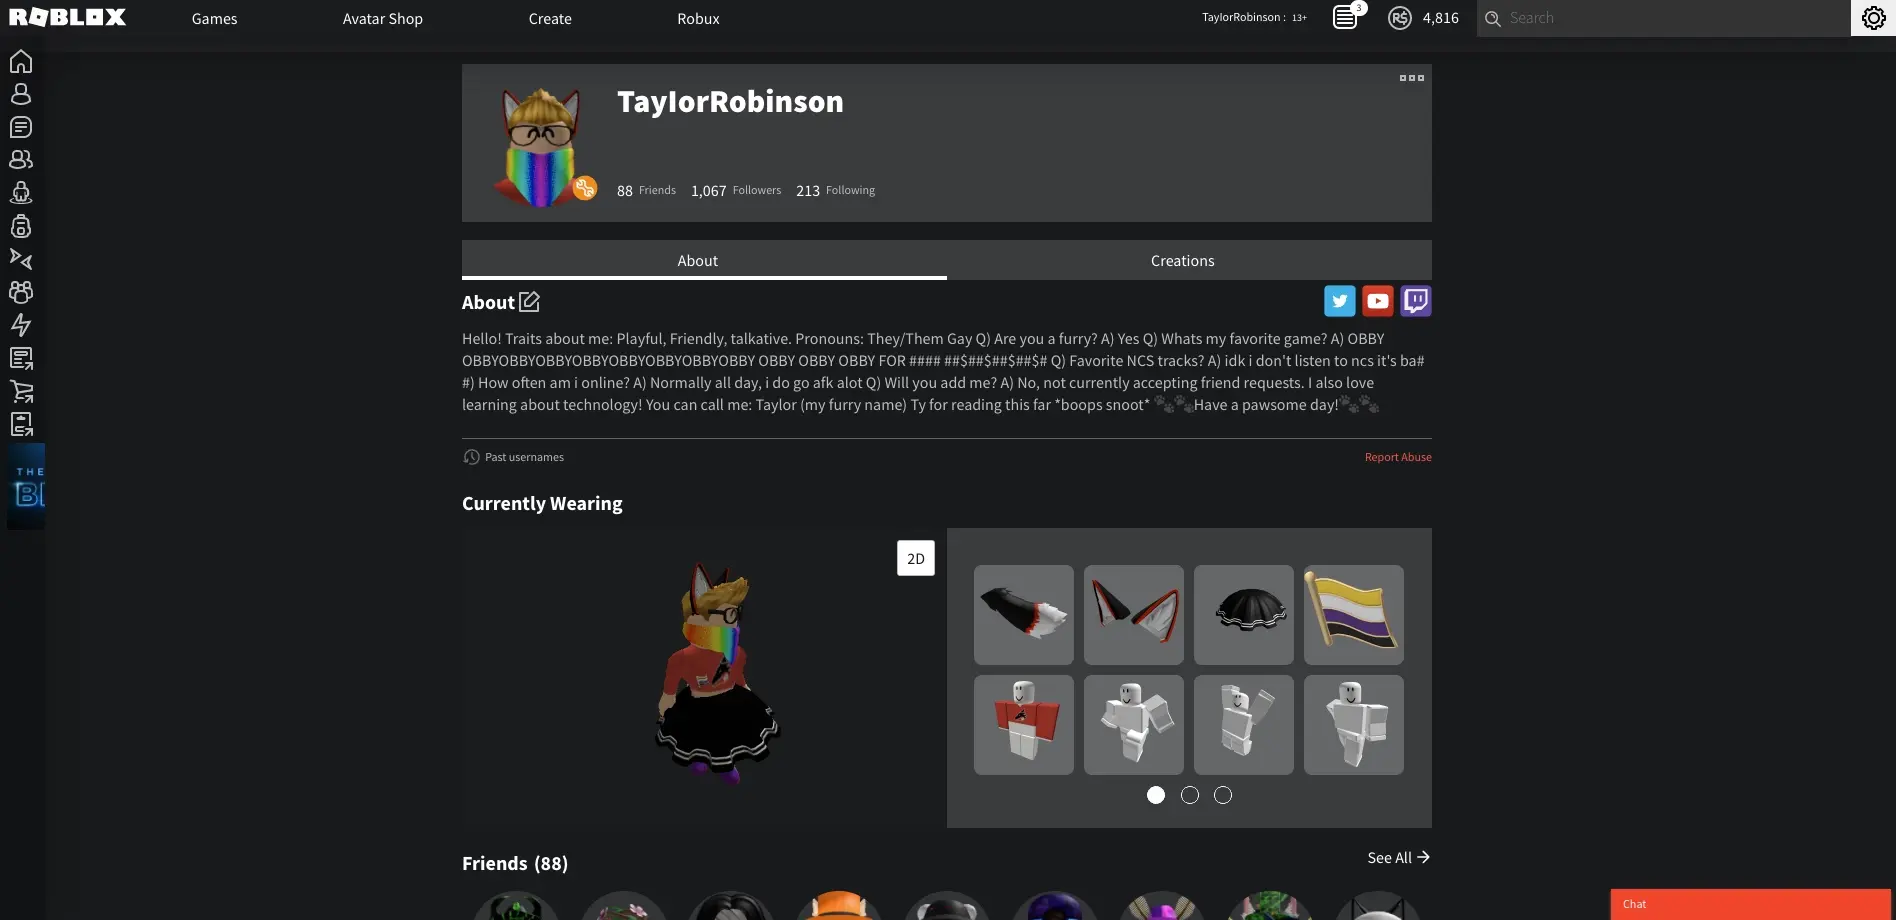 ROBLOX
Games
Avatar Shop
Create
Robux
TayIorRobinson : 13+
3
R$
4,816
Search
TayIorRobinson
88 Friends 1,067 Followers 213 Following
About
Creations
About
Hello! Traits about me: Playful, Friendly, talkative. Pronouns: They/Them Gay Q) Are you a furry? A) Yes Q) Whats my favorite game? A) OBBY
OBBYOBBYOBBYOBBYOBBYOBBYOBBYOBBY OBBY OBBY OBBY FOR #### ##$##$##$##$# Q) Favorite NCS tracks? A) idk i don't listen to ncs it's ba#
#) How often am i online? A) Normally all day, i do go afk alot Q) Will you add me? A) No, not currently accepting friend requests. I also love
learning about technology! You can call me: Taylor (my furry name) Ty for reading this far *boops snoot* 🐾🐾Have a pawsome day!🐾🐾
Past usernames
Report Abuse
THE
Currently Wearing
2D
Friends (88)
See All
Chat